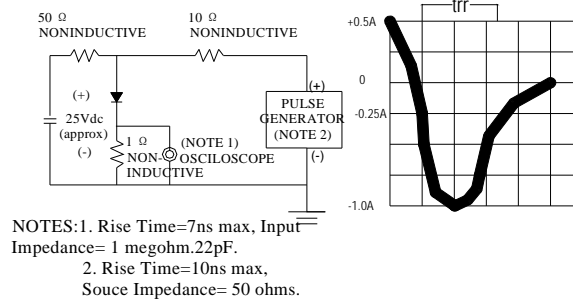 50 Ω
NONINDUCTIVE
10 Ω
NONINDUCTIVE
(+)
25Vdc
(approx)
(-)
1 Ω
NON-
INDUCTIVE
(NOTE 1)
OSCILOSCOPE
(+)
PULSE
GENERATOR
(NOTE 2)
(-)
trr
+0.5A
0
-0.25A
-1.0A
NOTES:1. Rise Time=7ns max, Input
Impedance= 1 megohm.22pF.
2. Rise Time=10ns max,
Souce Impedance= 50 ohms.